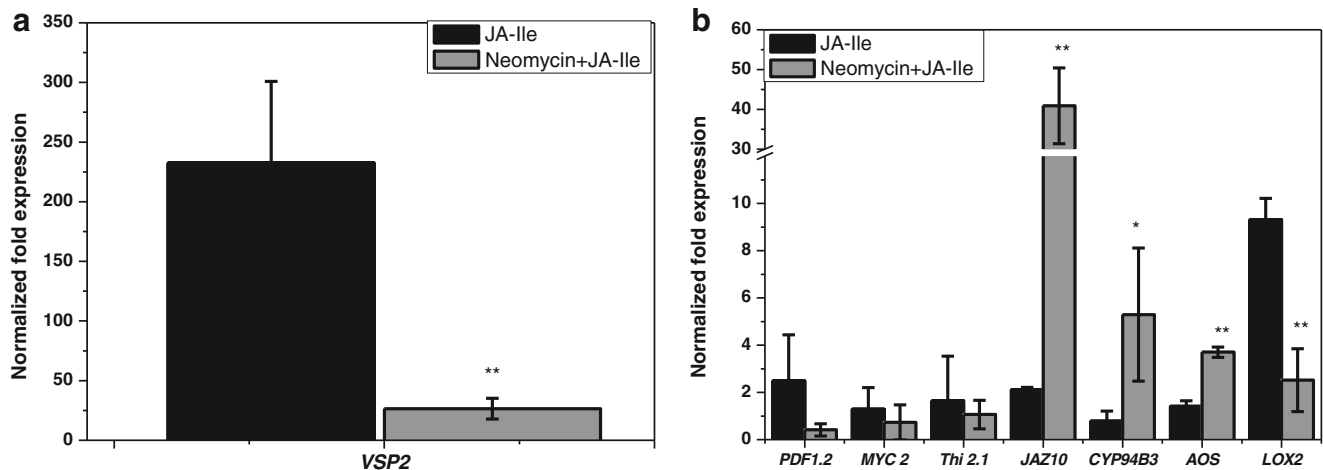 a
Normalized fold expression
350
300
250
200
150
100
50
25
0
JA-Ile
Neomycin+JA-Ile
**
VSP2
b
Normalized fold expression
60
50
40
30
10
8
6
4
2
0
JA-Ile
Neomycin+JA-Ile
**
*
**
**
PDF1.2 MYC 2 Thi 2.1 JAZ10 CYP94B3 AOS LOX2